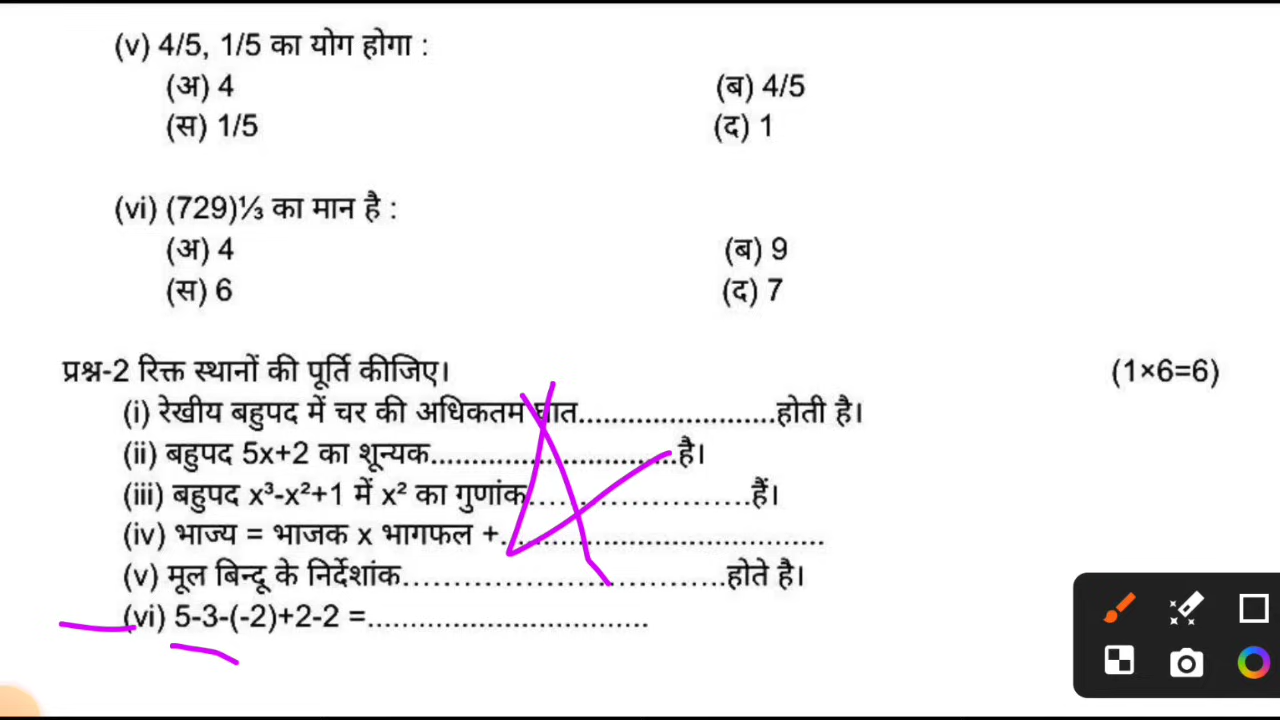 (v) 4/5, 1/5 का योग होगा :
(अ) 4 (ब) 4/5
(स) 1/5 (द) 1
(vi) (729)⅓ का मान है :
(अ) 4 (ब) 9
(स) 6 (द) 7
प्रश्न-2 रिक्त स्थानों की पूर्ति कीजिए। (1×6=6)
(i) रेखीय बहुपद में चर की अधिकतम घात........................होती है।
(ii) बहुपद 5x+2 का शून्यक..............................है।
(iii) बहुपद x³-x²+1 में x² का गुणांक...........................हैं।
(iv) भाज्य = भाजक x भागफल +........................................
(v) मूल बिन्दू के निर्देशांक.......................................होते है।
(vi) 5-3-(-2)+2-2 =..................................